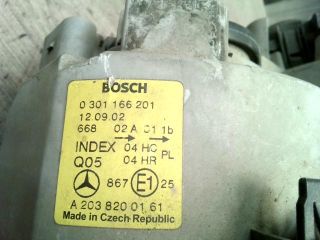 BOSCH
0 301 166 201
12.09.02
668 02 A 01 1b
INDEX 04 HC PL
Q05 04 HR
867 E1 25
A 203 820 01 61
Made in Czech Republic